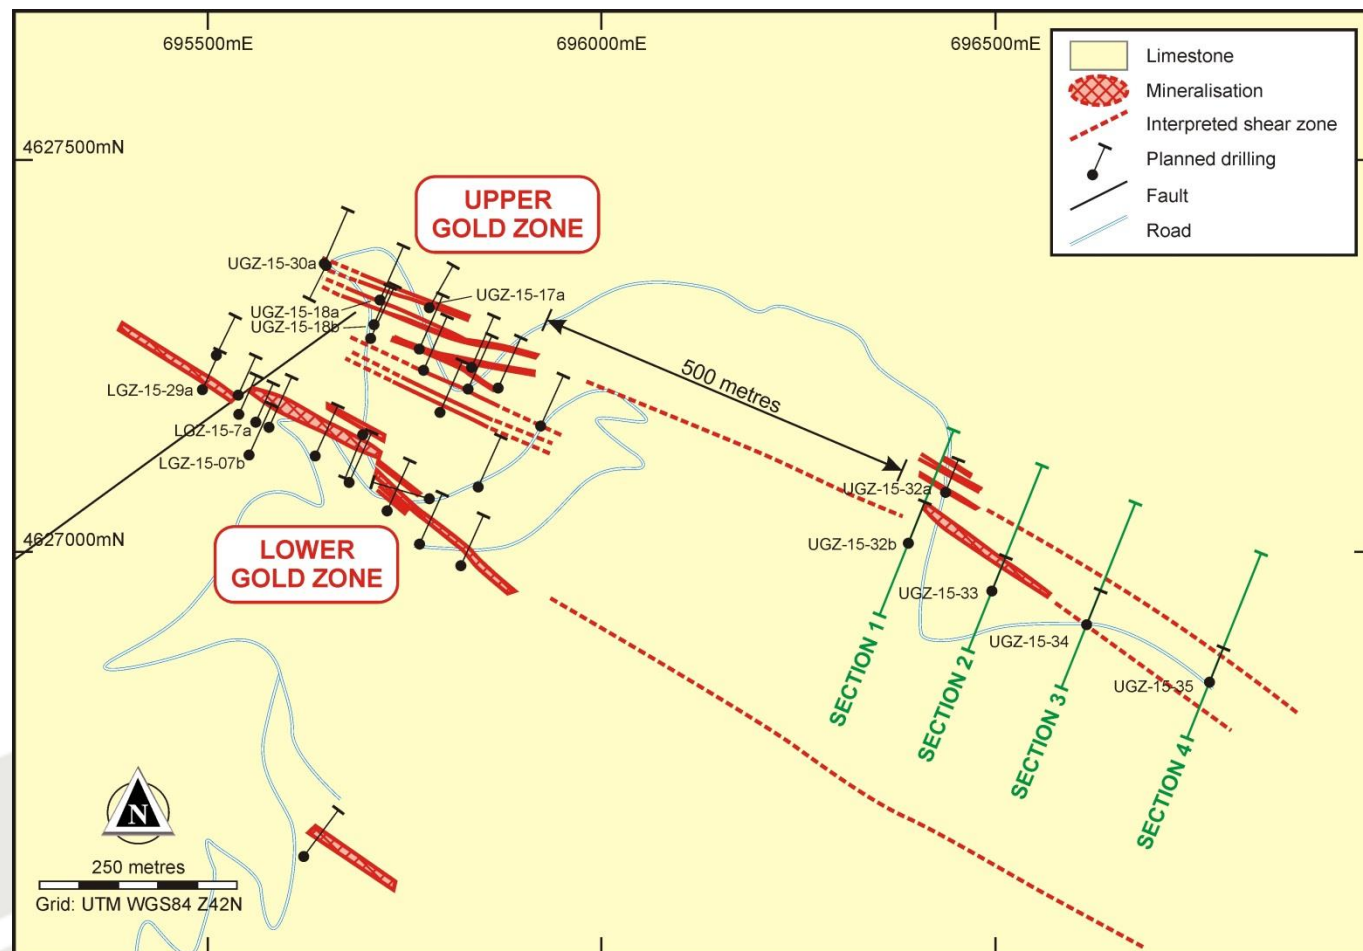 695500mE
696000mE
696500mE
Limestone
Mineralisation
Interpreted shear zone
Planned drilling
Fault
Road
4627500mN
UPPER
GOLD ZONE
UGZ-15-30a
UGZ-15-17a
UGZ-15-18a
UGZ-15-18b
500 metres
LGZ-15-29a
LGZ-15-7a
LGZ-15-07b
UGZ-15-32a
4627000mN
LOWER
GOLD ZONE
UGZ-15-32b
UGZ-15-33
UGZ-15-34
UGZ-15-35
SECTION 1
SECTION 2
SECTION 3
SECTION 4
N
250 metres
Grid: UTM WGS84 Z42N